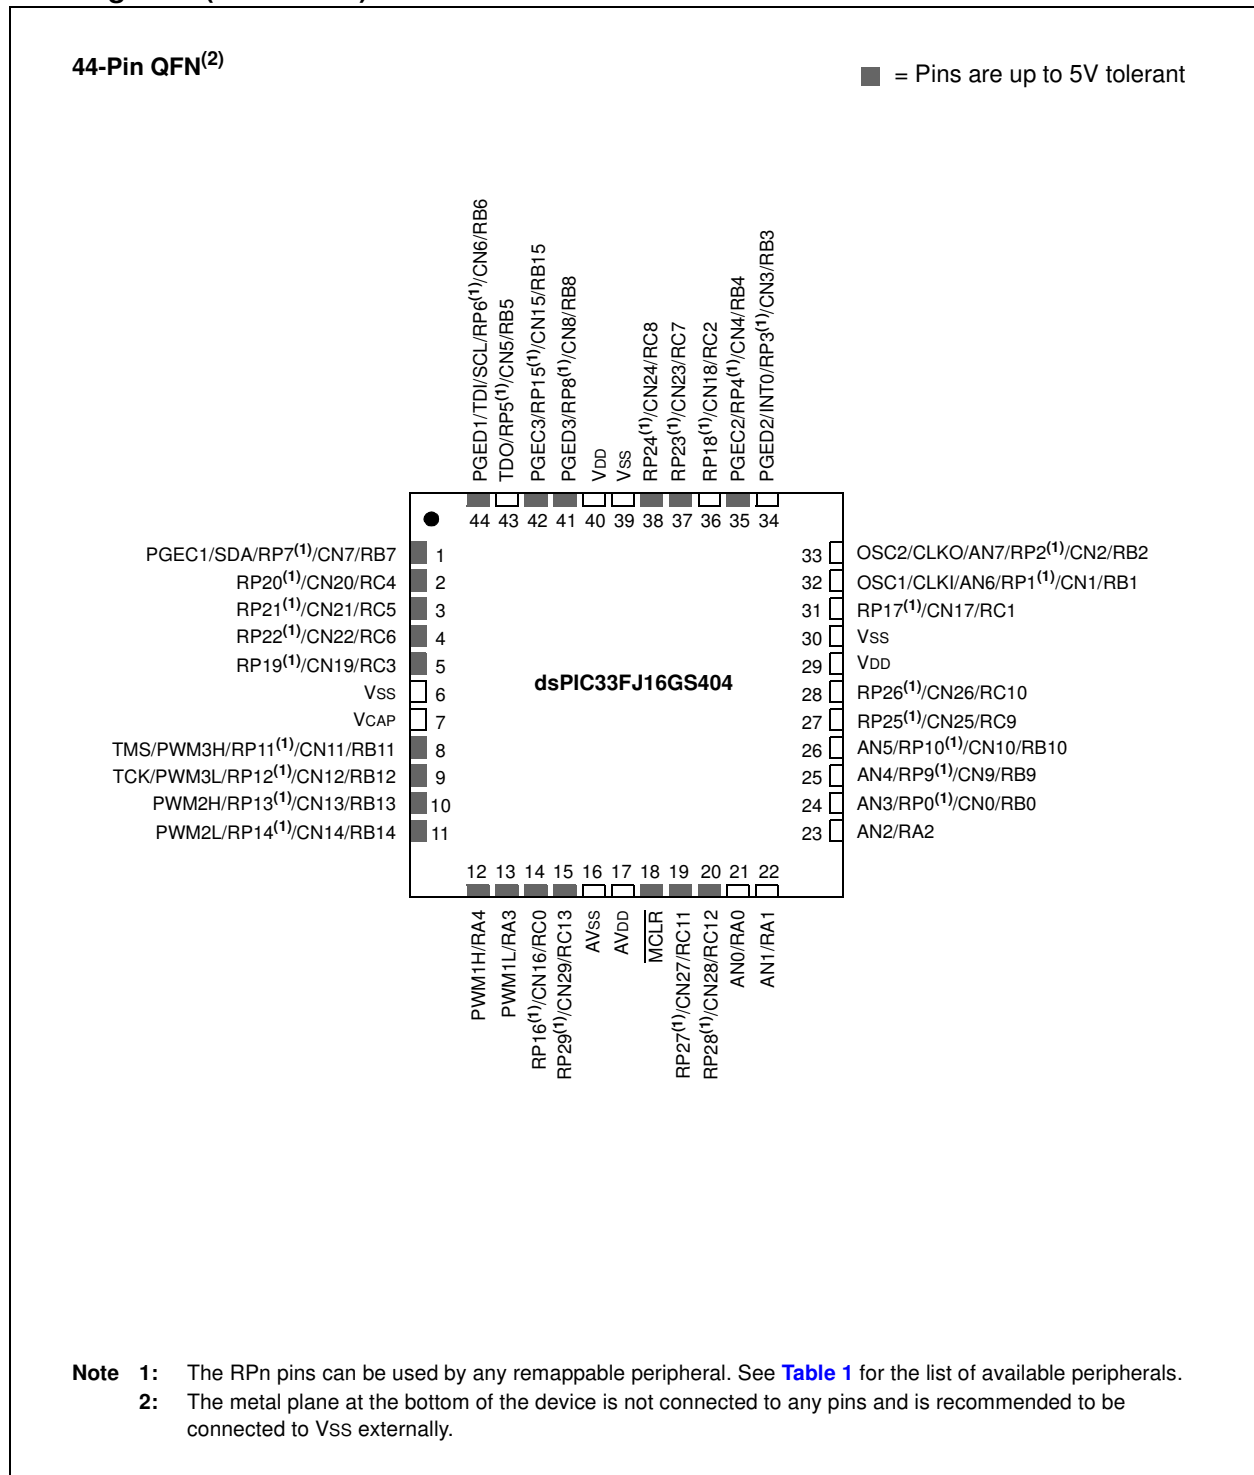 44-Pin QFN(2)
= Pins are up to 5V tolerant
PGED1/TDI/SCL/RP6(1)/CN6/RB6
TDO/RP5(1)/CN5/RB5
PGEC3/RP15(1)/CN15/RB15
PGED3/RP8(1)/CN8/RB8
VDD
VSS
RP24(1)/CN24/RC8
RP23(1)/CN23/RC7
RP18(1)/CN18/RC2
PGEC2/RP4(1)/CN4/RB4
PGED2/INT0/RP3(1)/CN3/RB3
44 43 42 41 40 39 38 37 36 35 34
PGEC1/SDA/RP7(1)/CN7/RB7 1
RP20(1)/CN20/RC4 2
RP21(1)/CN21/RC5 3
RP22(1)/CN22/RC6 4
RP19(1)/CN19/RC3 5
VSS 6
VCAP 7
TMS/PWM3H/RP11(1)/CN11/RB11 8
TCK/PWM3L/RP12(1)/CN12/RB12 9
PWM2H/RP13(1)/CN13/RB13 10
PWM2L/RP14(1)/CN14/RB14 11
dsPIC33FJ16GS404
33 OSC2/CLKO/AN7/RP2(1)/CN2/RB2
32 OSC1/CLKI/AN6/RP1(1)/CN1/RB1
31 RP17(1)/CN17/RC1
30 VSS
29 VDD
28 RP26(1)/CN26/RC10
27 RP25(1)/CN25/RC9
26 AN5/RP10(1)/CN10/RB10
25 AN4/RP9(1)/CN9/RB9
24 AN3/RP0(1)/CN0/RB0
23 AN2/RA2
12 13 14 15 16 17 18 19 20 21 22
PWM1H/RA4
PWM1L/RA3
RP16(1)/CN16/RC0
RP29(1)/CN29/RC13
AVSS
AVDD
MCLR
RP27(1)/CN27/RC11
RP28(1)/CN28/RC12
AN0/RA0
AN1/RA1
Note 1: The RPn pins can be used by any remappable peripheral. See Table 1 for the list of available peripherals.
2: The metal plane at the bottom of the device is not connected to any pins and is recommended to be
connected to VSS externally.